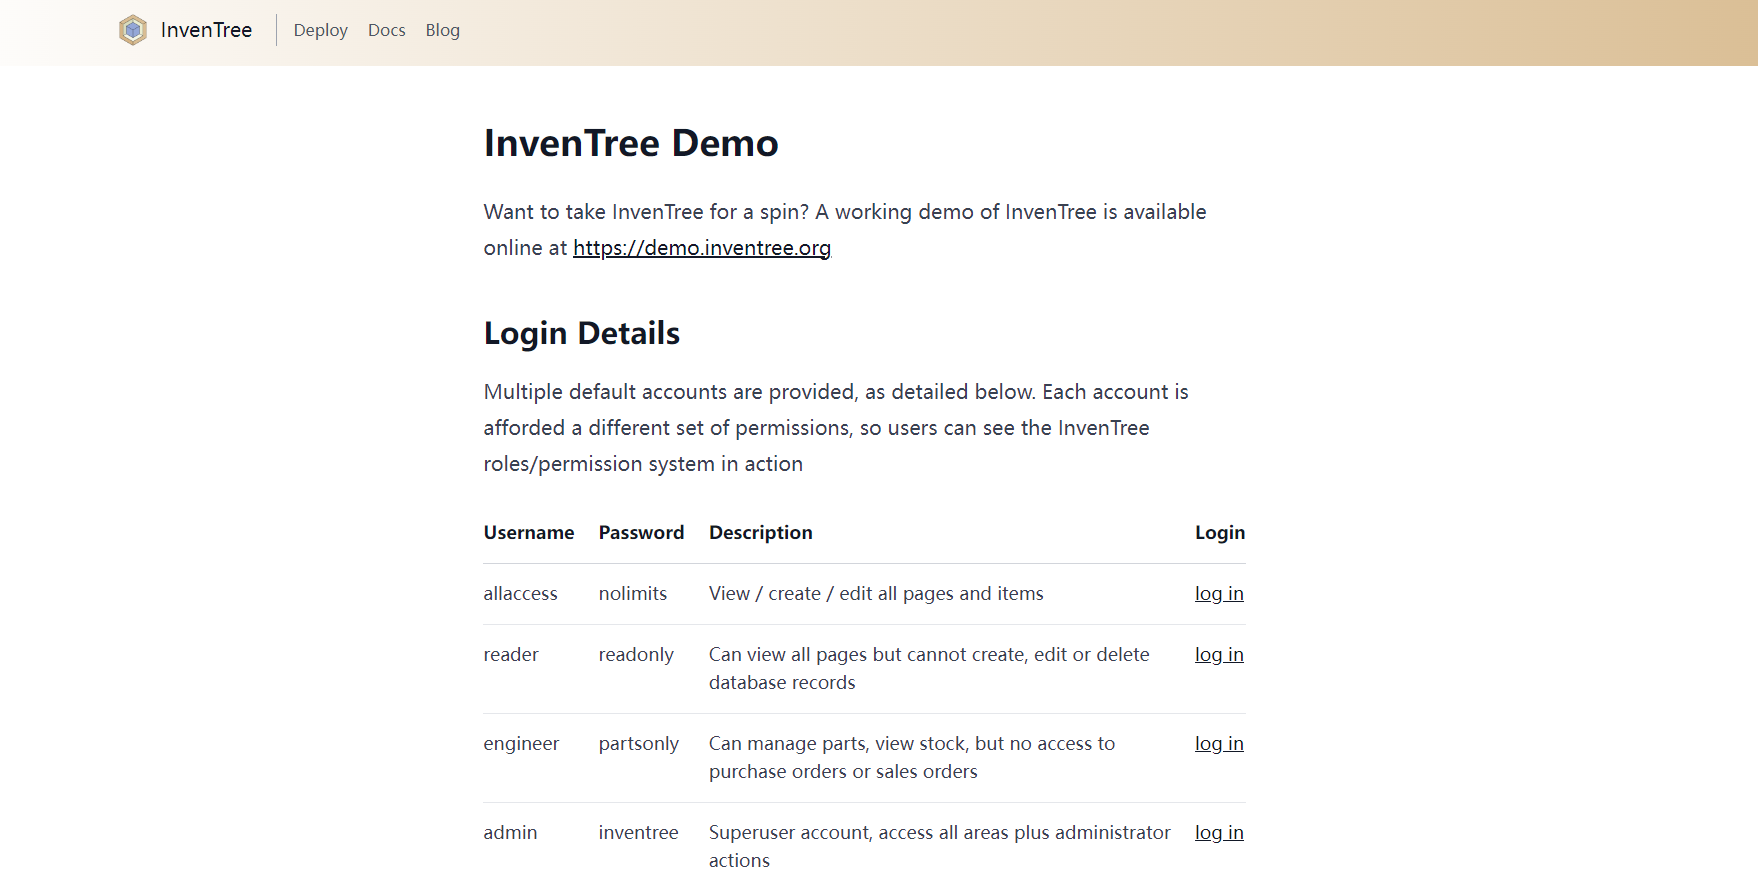 InvenTree Deploy Docs Blog
InvenTree Demo
Want to take InvenTree for a spin? A working demo of InvenTree is available
online at https://demo.inventree.org
Login Details
Multiple default accounts are provided, as detailed below. Each account is
afforded a different set of permissions, so users can see the InvenTree
roles/permission system in action
Username Password Description Login
allaccess nolimits View / create / edit all pages and items log in
reader readonly Can view all pages but cannot create, edit or delete log in
database records
engineer partsonly Can manage parts, view stock, but no access to log in
purchase orders or sales orders
admin inventree Superuser account, access all areas plus administrator log in
actions